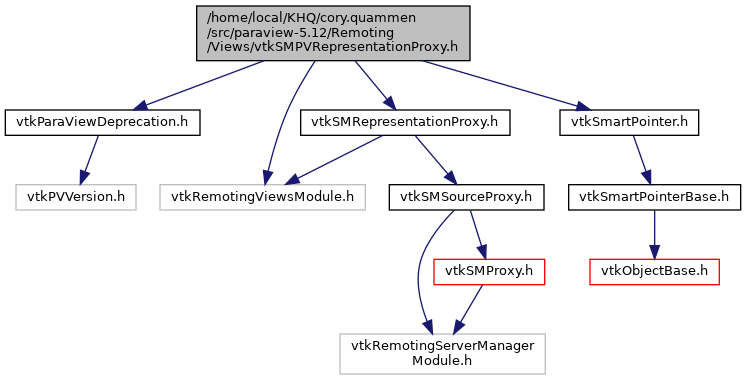 /home/local/KHQ/cory.quammen
/src/paraview-5.12/Remoting
/Views/vtkSMPVRepresentationProxy.h
vtkParaViewDeprecation.h
vtkSMRepresentationProxy.h
vtkSmartPointer.h
vtkPVVersion.h
vtkRemotingViewsModule.h
vtkSMSourceProxy.h
vtkSmartPointerBase.h
vtkSMProxy.h
vtkObjectBase.h
vtkRemotingServerManager
Module.h